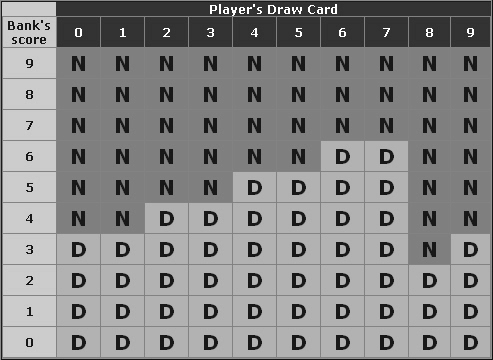 Player's Draw Card
Bank's score 0 1 2 3 4 5 6 7 8 9
9 N N N N N N N N N N
8 N N N N N N N N N N
7 N N N N N N N N N N
6 N N N N N N D D N N
5 N N N N D D D D N N
4 N N D D D D D D N N
3 D D D D D D D D N D
2 D D D D D D D D D D
1 D D D D D D D D D D
0 D D D D D D D D D D